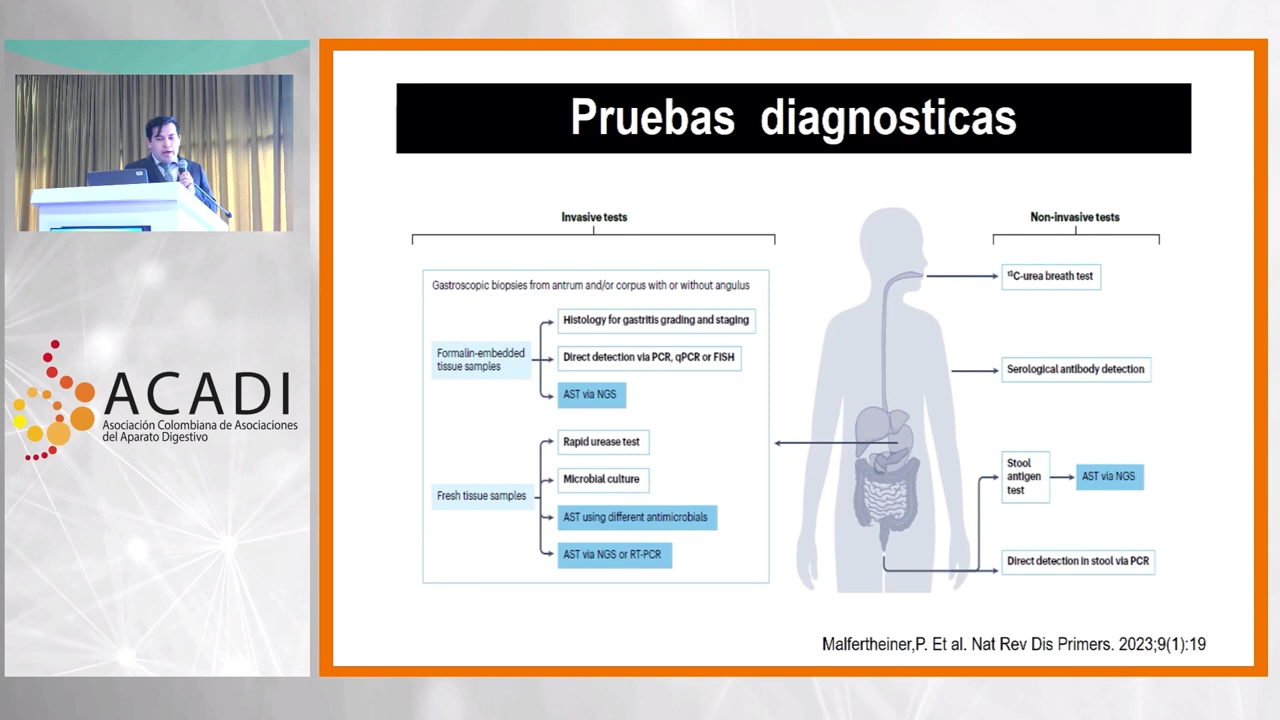 Pruebas diagnosticas
Invasive tests
Gastroscopic biopsies from antrum and/or corpus with or without angulus
Formalin-embedded
tissue samples
Histology for gastritis grading and staging
Direct detection via PCR, qPCR or FISH
AST via NGS
Fresh tissue samples
Rapid urease test
Microbial culture
AST using different antimicrobials
AST via NGS or RT-PCR
Non-invasive tests
¹³C-urea breath test
Serological antibody detection
Stool
antigen
test
AST via NGS
Direct detection in stool via PCR
Malfertheiner,P. Et al. Nat Rev Dis Primers. 2023;9(1):19
ACADI
Asociación Colombiana de Asociaciones
del Aparato Digestivo